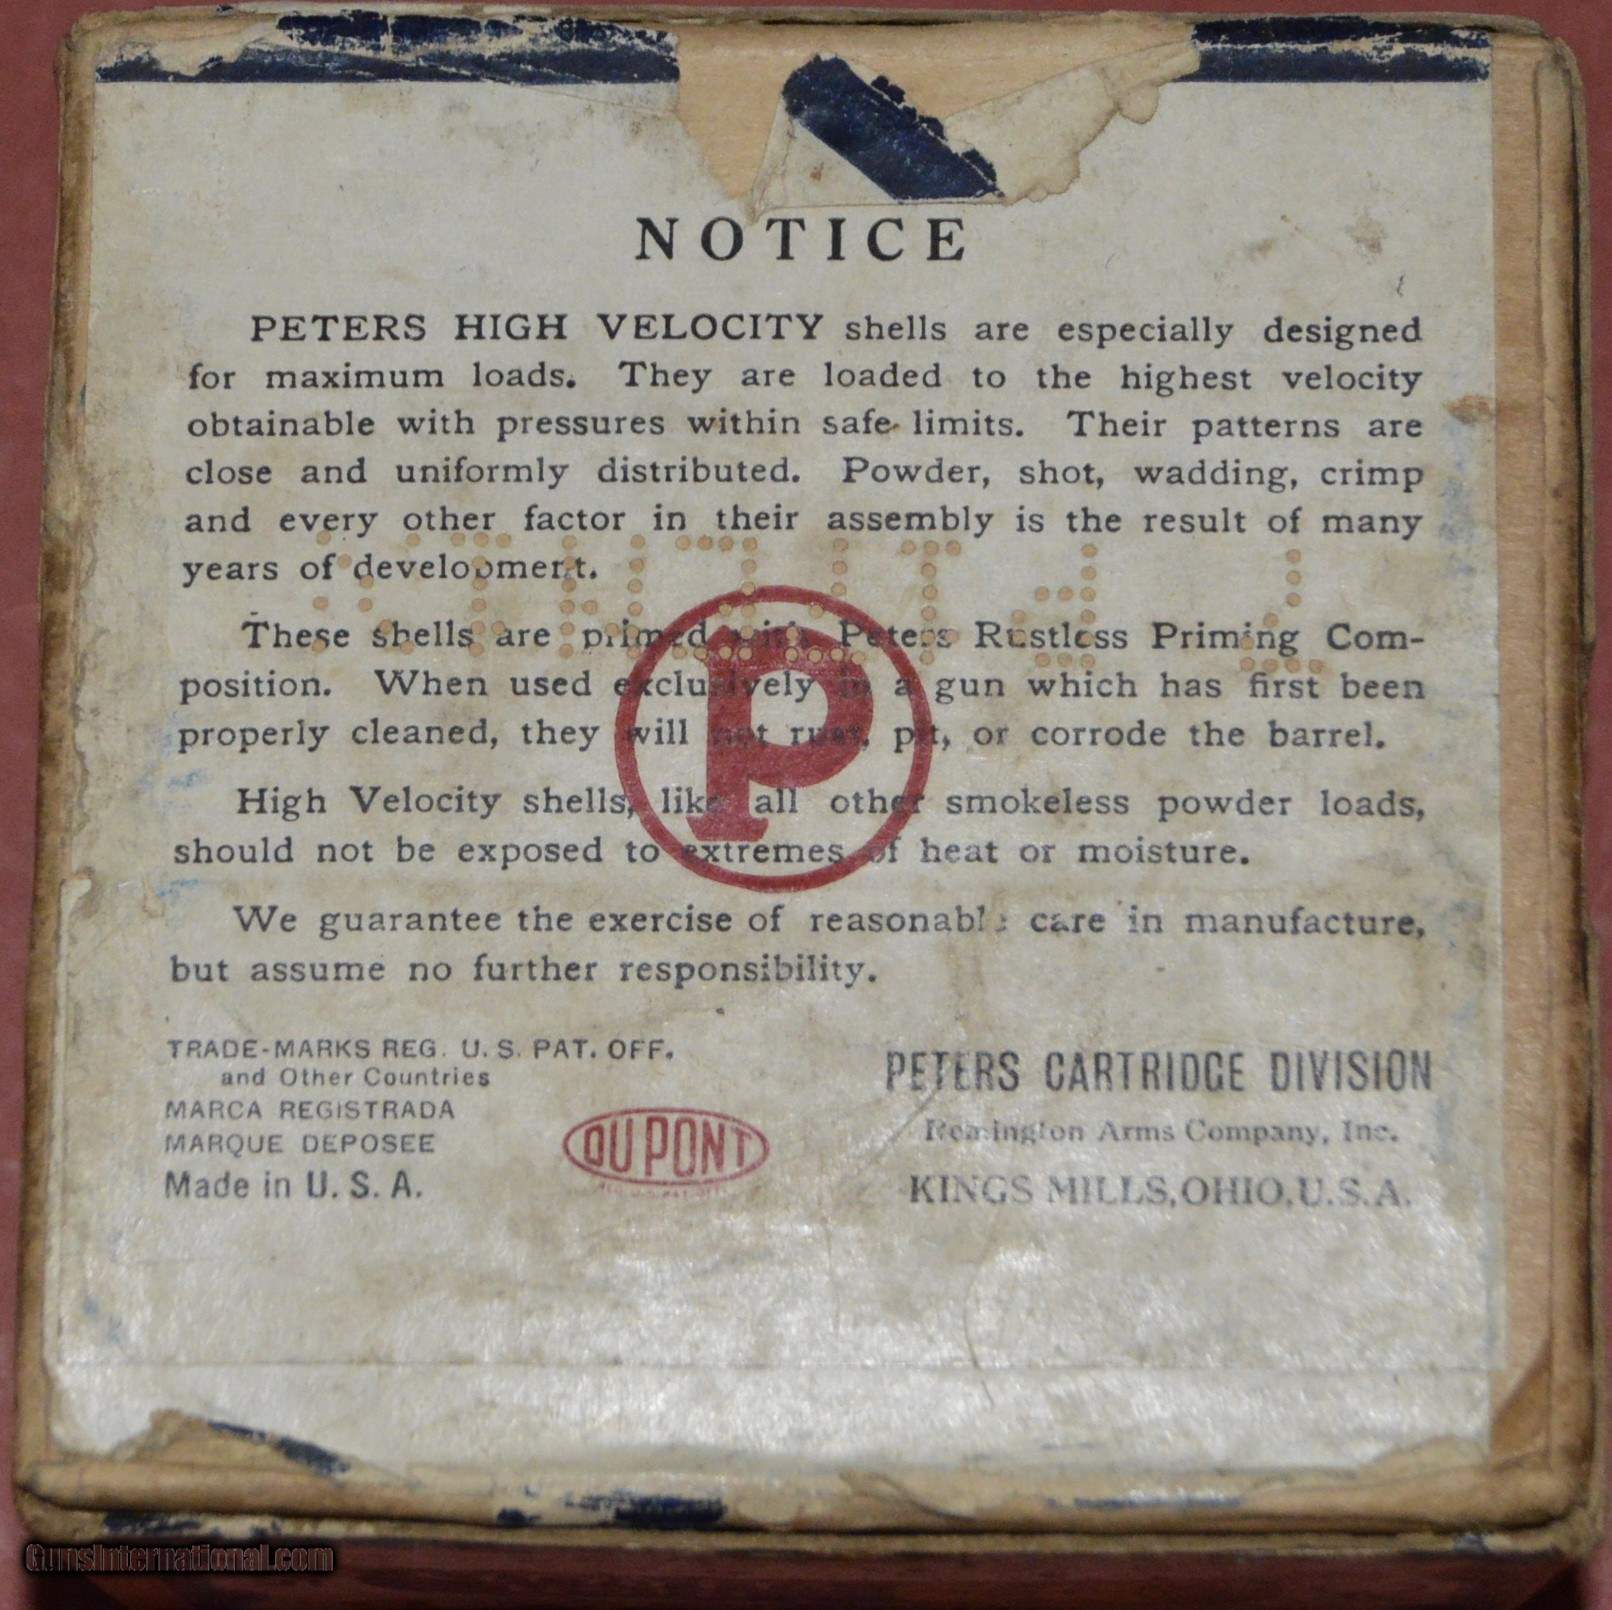 NOTICE
PETERS HIGH VELOCITY shells are especially designed
for maximum loads. They are loaded to the highest velocity
obtainable with pressures within safe limits. Their patterns are
close and uniformly distributed. Powder, shot, wadding, crimp
and every other factor in their assembly is the result of many
years of development.
These shells are primed with Peters Rustless Priming Com-
position. When used exclusively in a gun which has first been
properly cleaned, they will not rust, pit, or corrode the barrel.
P
High Velocity shells, like all other smokeless powder loads,
should not be exposed to extremes of heat or moisture.
We guarantee the exercise of reasonable care in manufacture,
but assume no further responsibility.
TRADE-MARKS REG. U. S. PAT. OFF.
and Other Countries
MARCA REGISTRADA
MARQUE DEPOSEE
Made in U. S. A.
DU PONT
PETERS CARTRIDGE DIVISION
Remington Arms Company, Inc.
KINGS MILLS, OHIO, U. S. A.
GunsInternational.com